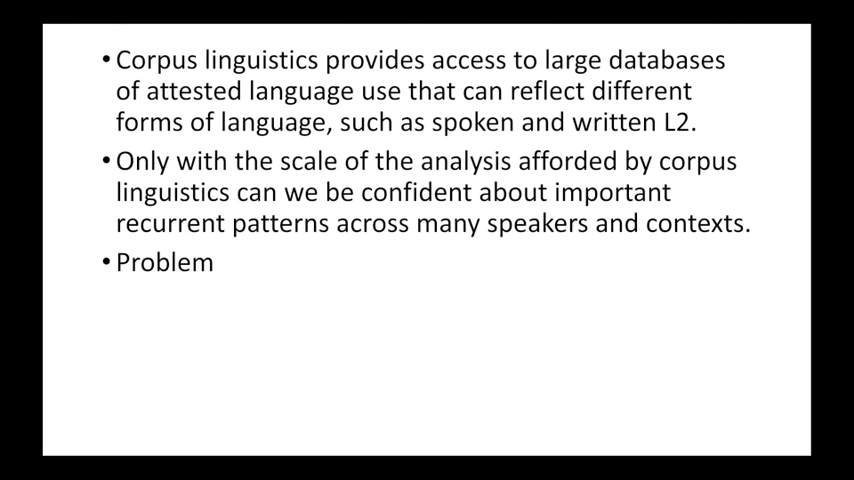 • Corpus linguistics provides access to large databases
of attested language use that can reflect different
forms of language, such as spoken and written L2.
• Only with the scale of the analysis afforded by corpus
linguistics can we be confident about important
recurrent patterns across many speakers and contexts.
• Problem